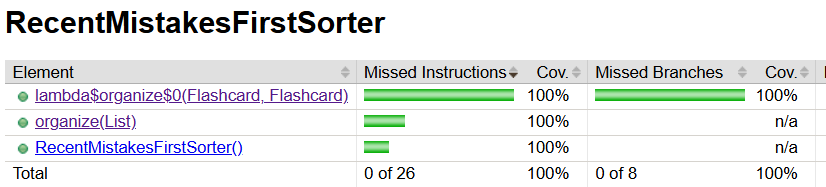 RecentMistakesFirstSorter
Element Missed Instructions Cov. Missed Branches Cov.
lambda$organize$0(Flashcard, Flashcard) 100% 100%
organize(List) 100% n/a
RecentMistakesFirstSorter() 100% n/a
Total 0 of 26 100% 0 of 8 100%